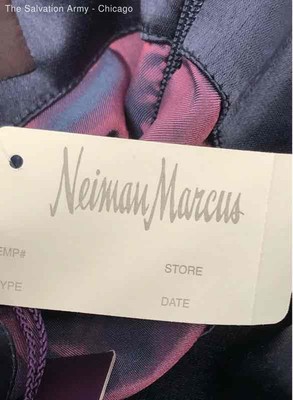 The Salvation Army - Chicago
Neiman Marcus
EMP#
STORE
YPE
DATE